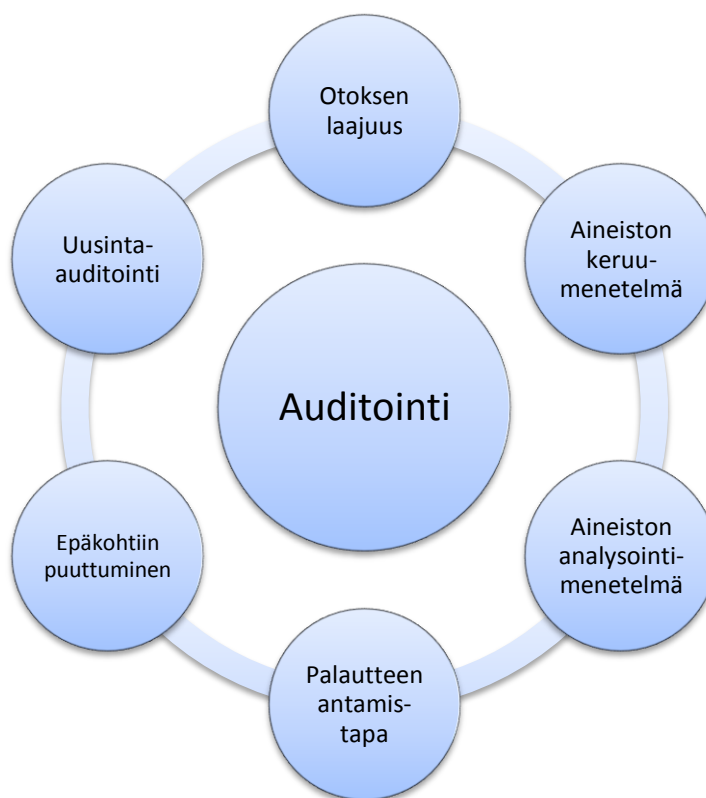 Otoksen
laajuus
Aineiston
keruu-
menetelmä
Aineiston
analysointi-
menetelmä
Palautteen
antamis-
tapa
Epäkohtiin
puuttuminen
Uusinta-
auditointi
Auditointi